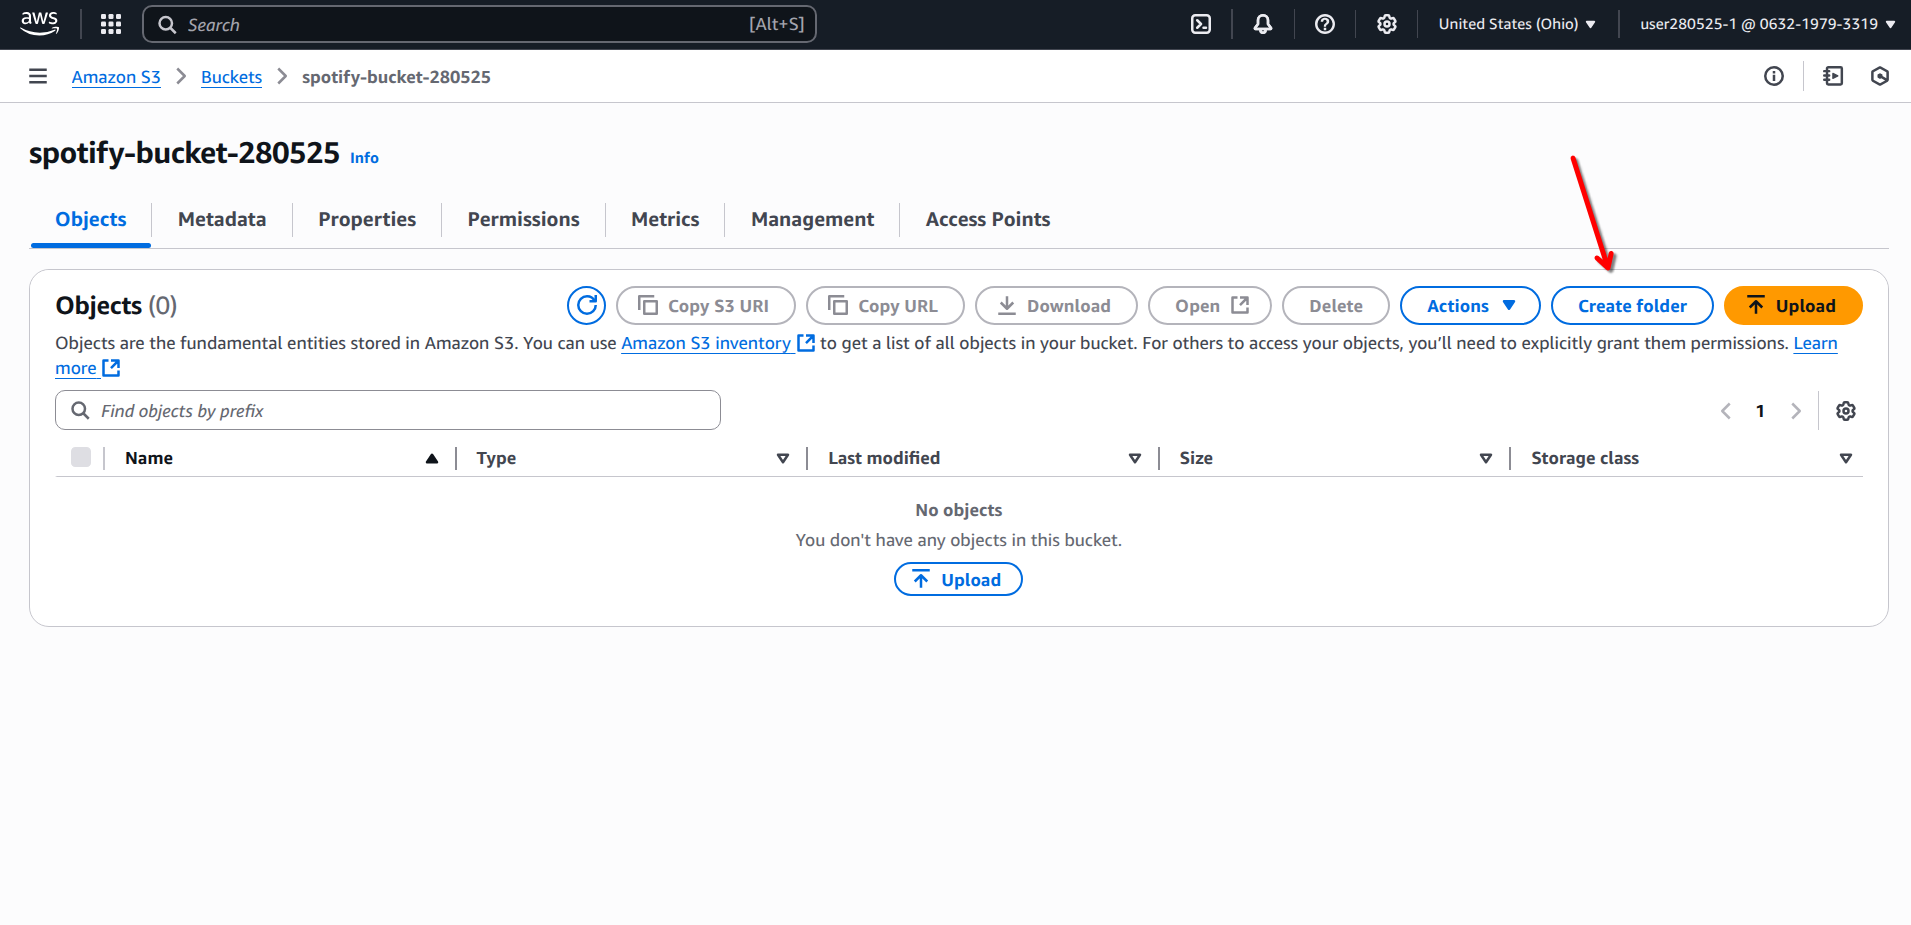 aws Search [Alt+S] United States (Ohio) user280525-1 @ 0632-1979-3319
Amazon S3 Buckets spotify-bucket-280525
spotify-bucket-280525 Info
Objects Metadata Properties Permissions Metrics Management Access Points
Objects (0) Copy S3 URI Copy URL Download Open Delete Actions Create folder Upload
Objects are the fundamental entities stored in Amazon S3. You can use Amazon S3 inventory to get a list of all objects in your bucket. For others to access your objects, you’ll need to explicitly grant them permissions. Learn
more
Find objects by prefix 1
Name Type Last modified Size Storage class
No objects
You don't have any objects in this bucket.
Upload